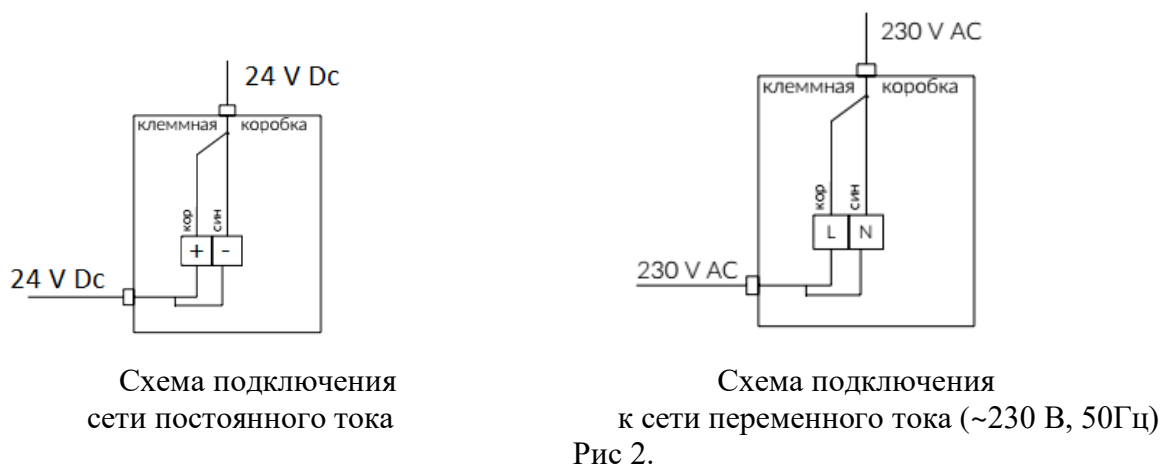 24 V Dc
клеммная коробка
кор
син
+ -
24 V Dc
Схема подключения
сети постоянного тока
230 V AC
клеммная коробка
кор
син
L N
230 V AC
Схема подключения
к сети переменного тока (~230 В, 50Гц)
Рис 2.